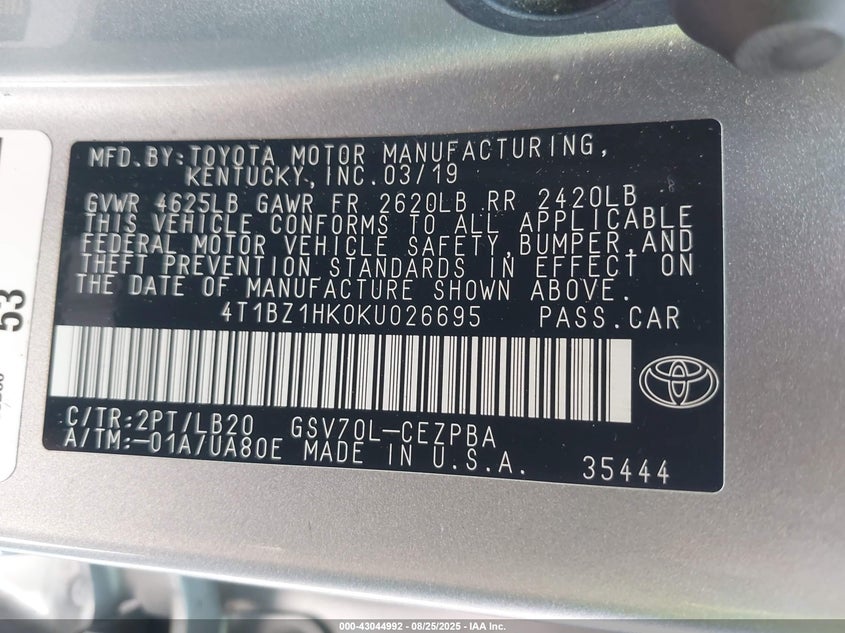 MFD.BY:TOYOTA MOTOR MANUFACTURING,
KENTUCKY,INC.03/19
GVWR 4625LB GAWR FR 2620LB RR 2420LB
THIS VEHICLE CONFORMS TO ALL APPLICABLE
FEDERAL MOTOR VEHICLE SAFETY,BUMPER,AND
THEFT PREVENTION STANDARDS IN EFFECT ON
THE DATE OF MANUFACTURE SHOWN ABOVE.
4T1BZ1HK0KU026695 PASS.CAR
C/TR:2PT/LB20 GSV70L-CEZPBA
A/TM:-01A/UA80E MADE IN U.S.A. 35444
53
000-43044992 - 08/25/2025 - IAA Inc.